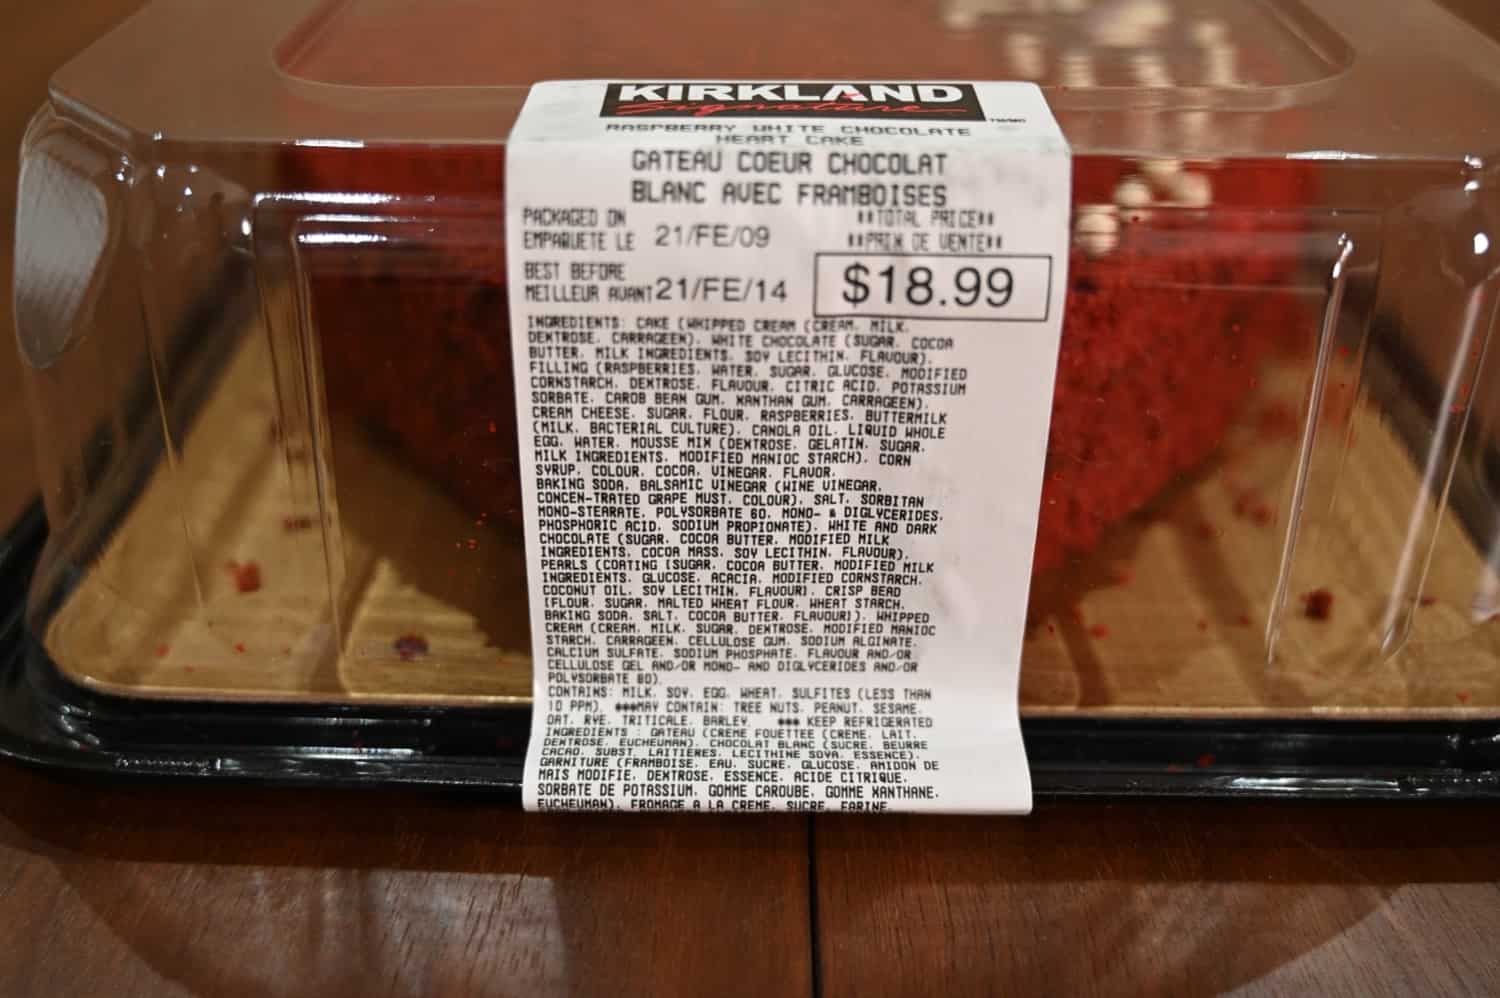 KIRKLAND
Signature
TM/MC
RASPBERRY WHITE CHOCOLATE
HEART CAKE
GATEAU COEUR CHOCOLAT
BLANC AVEC FRAMBOISES
PACKAGED ON
EMPAQUETE LE 21/FE/09
**TOTAL PRICE**
**PRIX DE VENTE**
BEST BEFORE
MEILLEUR AVANT 21/FE/14
$18.99
INGREDIENTS: CAKE (WHIPPED CREAM (CREAM, MILK,
DEXTROSE, CARRAGEEN), WHITE CHOCOLATE (SUGAR, COCOA
BUTTER, MILK INGREDIENTS, SOY LECITHIN, FLAVOUR),
FILLING (RASPBERRIES, WATER, SUGAR, GLUCOSE, MODIFIED
CORNSTARCH, DEXTROSE, FLAVOUR, CITRIC ACID, POTASSIUM
SORBATE, CAROB BEAN GUM, XANTHAN GUM, CARRAGEEN),
CREAM CHEESE, SUGAR, FLOUR, RASPBERRIES, BUTTERMILK
(MILK, BACTERIAL CULTURE), CANOLA OIL, LIQUID WHOLE
EGG, WATER, MOUSSE MIX (DEXTROSE, GELATIN, SUGAR,
MILK INGREDIENTS, MODIFIED MANIOC STARCH), CORN
SYRUP, COLOUR, COCOA, VINEGAR, FLAVOR,
BAKING SODA, BALSAMIC VINEGAR (WINE VINEGAR,
CONCEN-TRATED GRAPE MUST, COLOUR), SALT, SORBITAN
MONO-STEARATE, POLYSORBATE 60, MONO- & DIGLYCERIDES,
PHOSPHORIC ACID, SODIUM PROPIONATE), WHITE AND DARK
CHOCOLATE (SUGAR, COCOA BUTTER, MODIFIED MILK
INGREDIENTS, COCOA MASS, SOY LECITHIN, FLAVOUR),
PEARLS (COATING [SUGAR, COCOA BUTTER, MODIFIED MILK
INGREDIENTS, GLUCOSE, ACACIA, MODIFIED CORNSTARCH,
COCONUT OIL, SOY LECITHIN, FLAVOUR], CRISP BEAD
[FLOUR, SUGAR, MALTED WHEAT FLOUR, WHEAT STARCH,
BAKING SODA, SALT, COCOA BUTTER, FLAVOUR]), WHIPPED
CREAM (CREAM, MILK, SUGAR, DEXTROSE, MODIFIED MANIOC
STARCH, CARRAGEEN, CELLULOSE GUM, SODIUM ALGINATE,
CALCIUM SULFATE, SODIUM PHOSPHATE, FLAVOUR AND/OR
CELLULOSE GEL AND/OR MONO- AND DIGLYCERIDES AND/OR
POLYSORBATE 80).
CONTAINS: MILK, SOY, EGG, WHEAT, SULFITES (LESS THAN
10 PPM). ***MAY CONTAIN: TREE NUTS, PEANUT, SESAME,
OAT, RYE, TRITICALE, BARLEY. *** KEEP REFRIGERATED
INGREDIENTS : GATEAU (CREME FOUETTEE (CREME, LAIT,
DEXTROSE, EUCHEUMAN), CHOCOLAT BLANC (SUCRE, BEURRE
CACAO, SUBST. LAITIERES, LECITHINE SOYA, ESSENCE),
GARNITURE (FRAMBOISE, EAU, SUCRE, GLUCOSE, AMIDON DE
MAIS MODIFIE, DEXTROSE, ESSENCE, ACIDE CITRIQUE,
SORBATE DE POTASSIUM, GOMME CAROUBE, GOMME XANTHANE,
EUCHEUMAN), FROMAGE A LA CREME, SUCRE, FARINE,